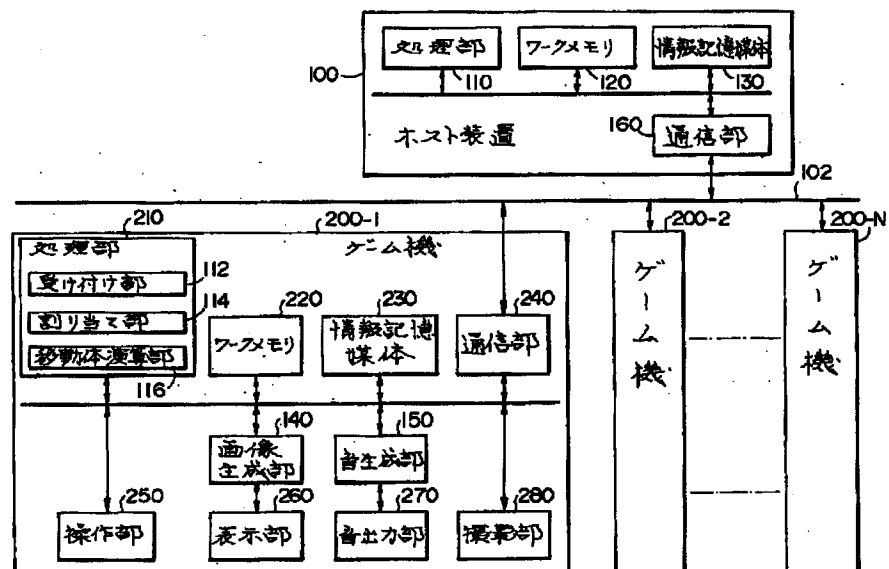 処理部
ワークメモリ
情報記憶媒体
100
110
120
130
ホスト装置
160
通信部
102
210
200-1
200-2
200-N
処理部
ゲーム機
受け付け部
112
割り当て部
114
移動体演算部
116
220
ワークメモリ
230
情報記憶
媒体
240
通信部
ゲーム機
ゲーム機
140
画像
生成部
150
音生成部
250
操作部
260
表示部
270
音出力部
280
撮影部